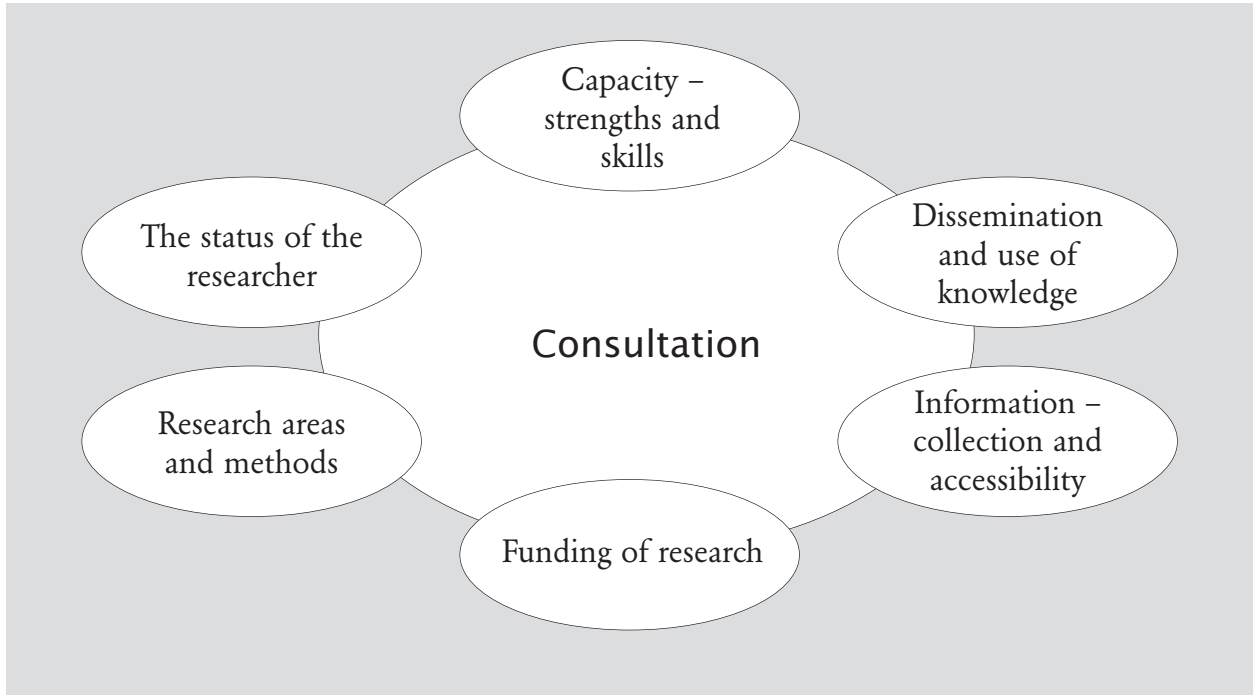 Capacity –
strengths and
skills
The status of the
researcher
Dissemination
and use of
knowledge
Consultation
Research areas
and methods
Information –
collection and
accessibility
Funding of research